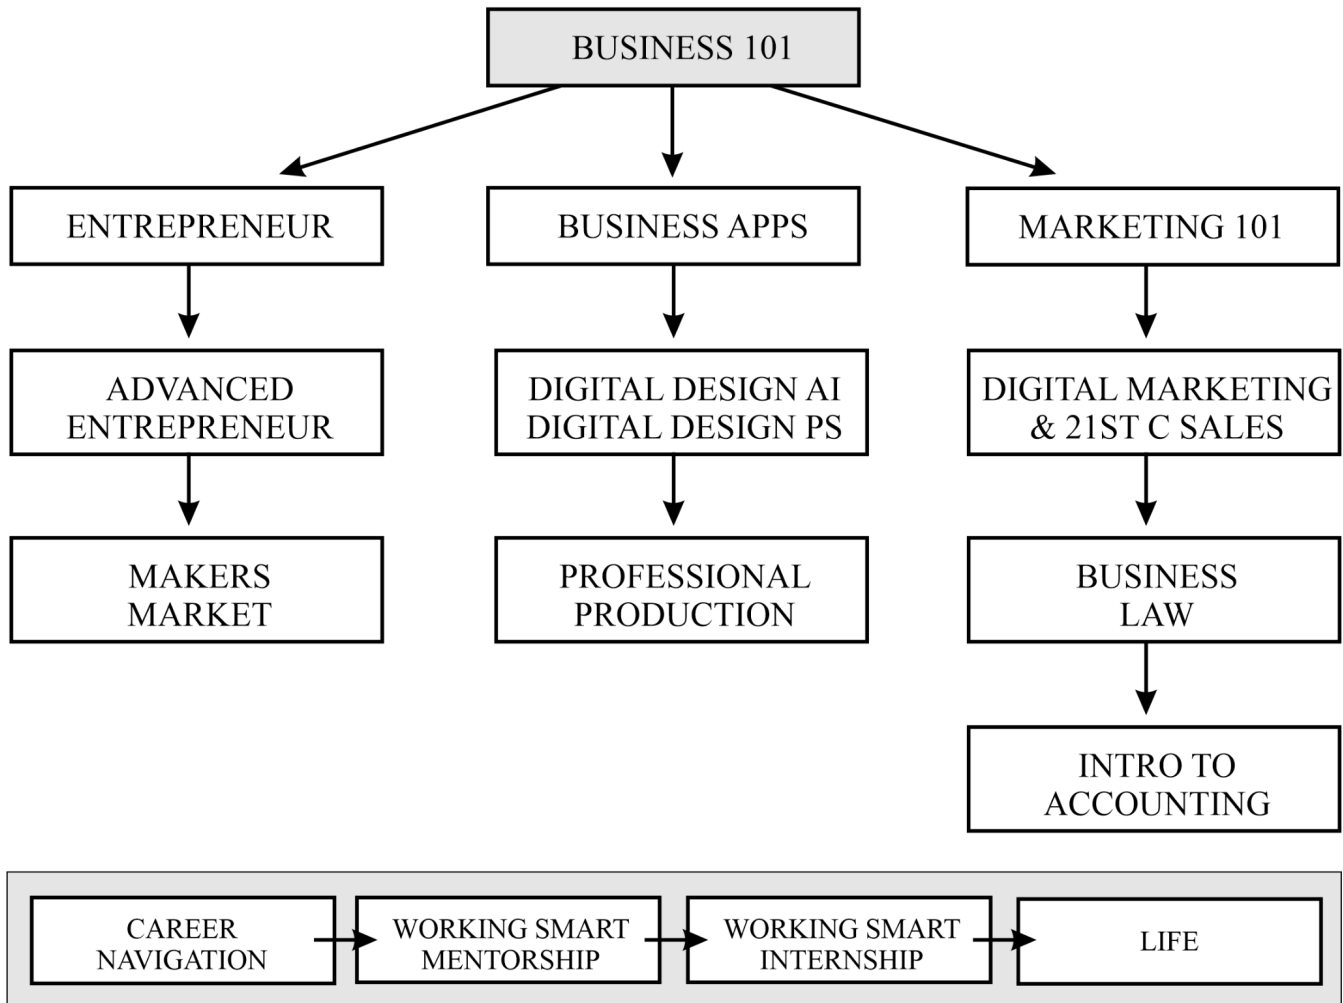 BUSINESS 101
ENTREPRENEUR
BUSINESS APPS
MARKETING 101
ADVANCED
ENTREPRENEUR
DIGITAL DESIGN AI
DIGITAL DESIGN PS
DIGITAL MARKETING
& 21ST C SALES
MAKERS
MARKET
PROFESSIONAL
PRODUCTION
BUSINESS
LAW
INTRO TO
ACCOUNTING
CAREER
NAVIGATION
WORKING SMART
MENTORSHIP
WORKING SMART
INTERNSHIP
LIFE